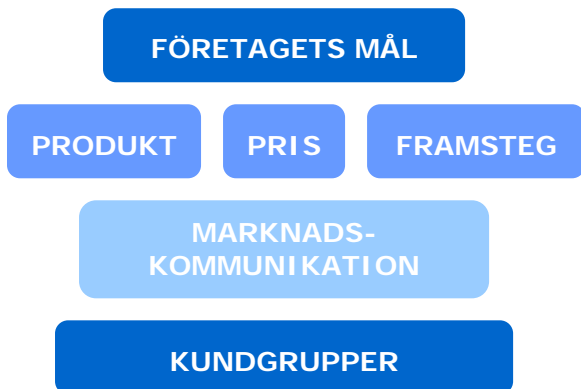 FÖRETAGETS MÅL
PRODUKT PRIS FRAMSTEG
MARKNADS-
KOMMUNIKATION
KUNDGRUPPER